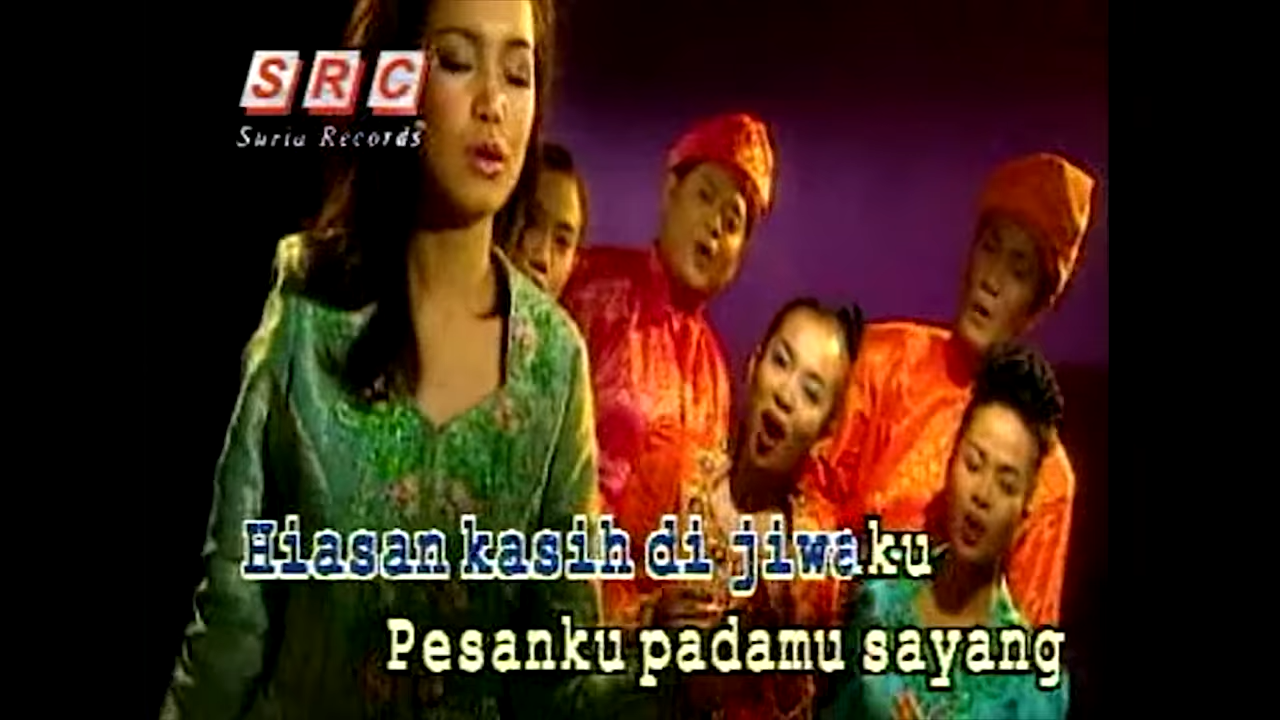 SRC
Suria Records
Hiasan kasih di jiwaku
Pesanku padamu sayang